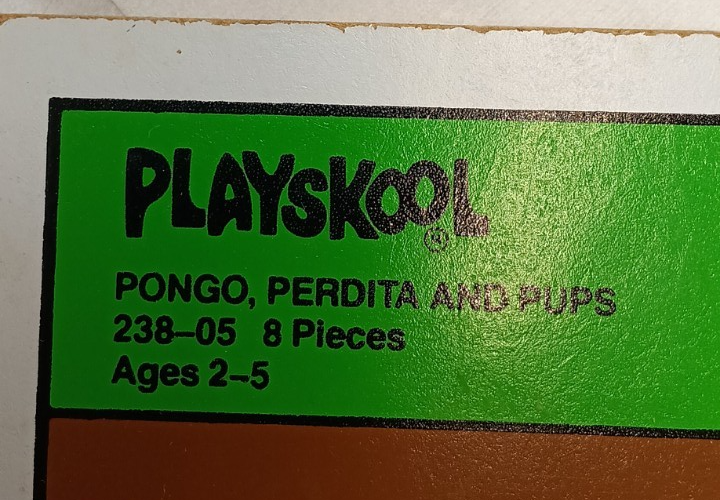 PLAYSKOOL®
PONGO, PERDITA AND PUPS
238–05 8 Pieces
Ages 2–5